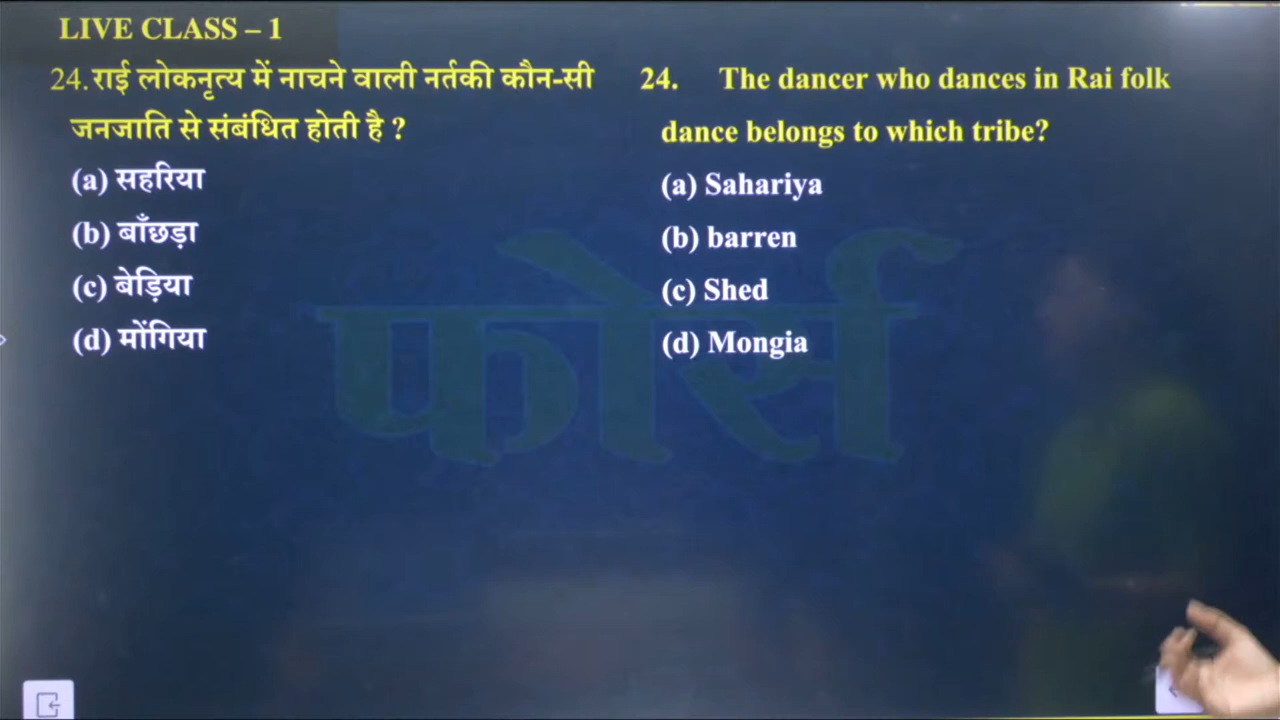 LIVE CLASS – 1
24. राई लोकनृत्य में नाचने वाली नर्तकी कौन-सी
जनजाति से संबंधित होती है ?
(a) सहरिया
(b) बाँछड़ा
(c) बेड़िया
(d) मोंगिया
24. The dancer who dances in Rai folk
dance belongs to which tribe?
(a) Sahariya
(b) barren
(c) Shed
(d) Mongia
फोर्स